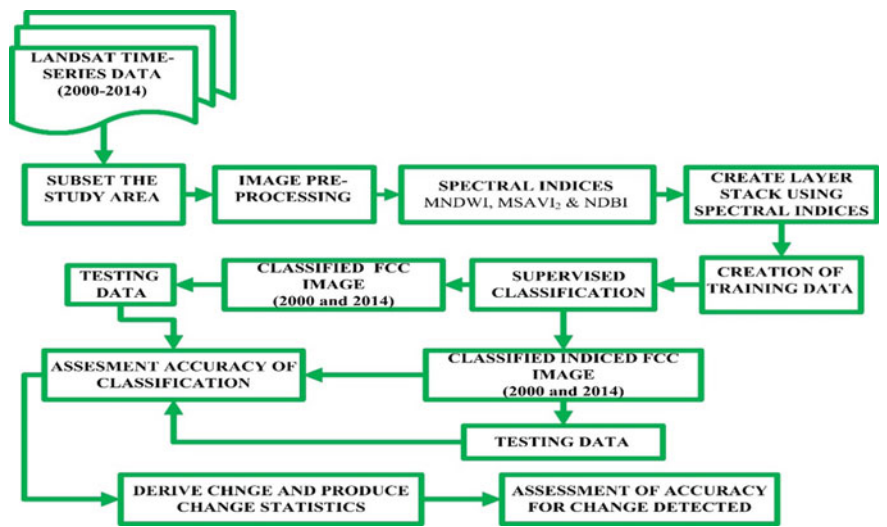 LANDSAT TIME-
SERIES DATA
(2000-2014)
SUBSET THE
STUDY AREA
IMAGE PRE-
PROCESSING
SPECTRAL INDICES
MNDWI, MSAVI₂ & NDBI
CREATE LAYER
STACK USING
SPECTRAL INDICES
TESTING
DATA
CLASSIFIED FCC
IMAGE
(2000 and 2014)
SUPERVISED
CLASSIFICATION
CREATION OF
TRAINING DATA
ASSESMENT ACCURACY OF
CLASSIFICATION
CLASSIFIED INDICED FCC
IMAGE
(2000 and 2014)
TESTING DATA
DERIVE CHNGE AND PRODUCE
CHANGE STATISTICS
ASSESSMENT OF ACCURACY
FOR CHANGE DETECTED